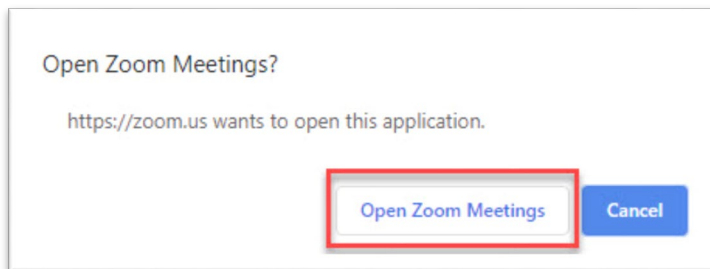 Open Zoom Meetings?
https://zoom.us wants to open this application.
Open Zoom Meetings
Cancel